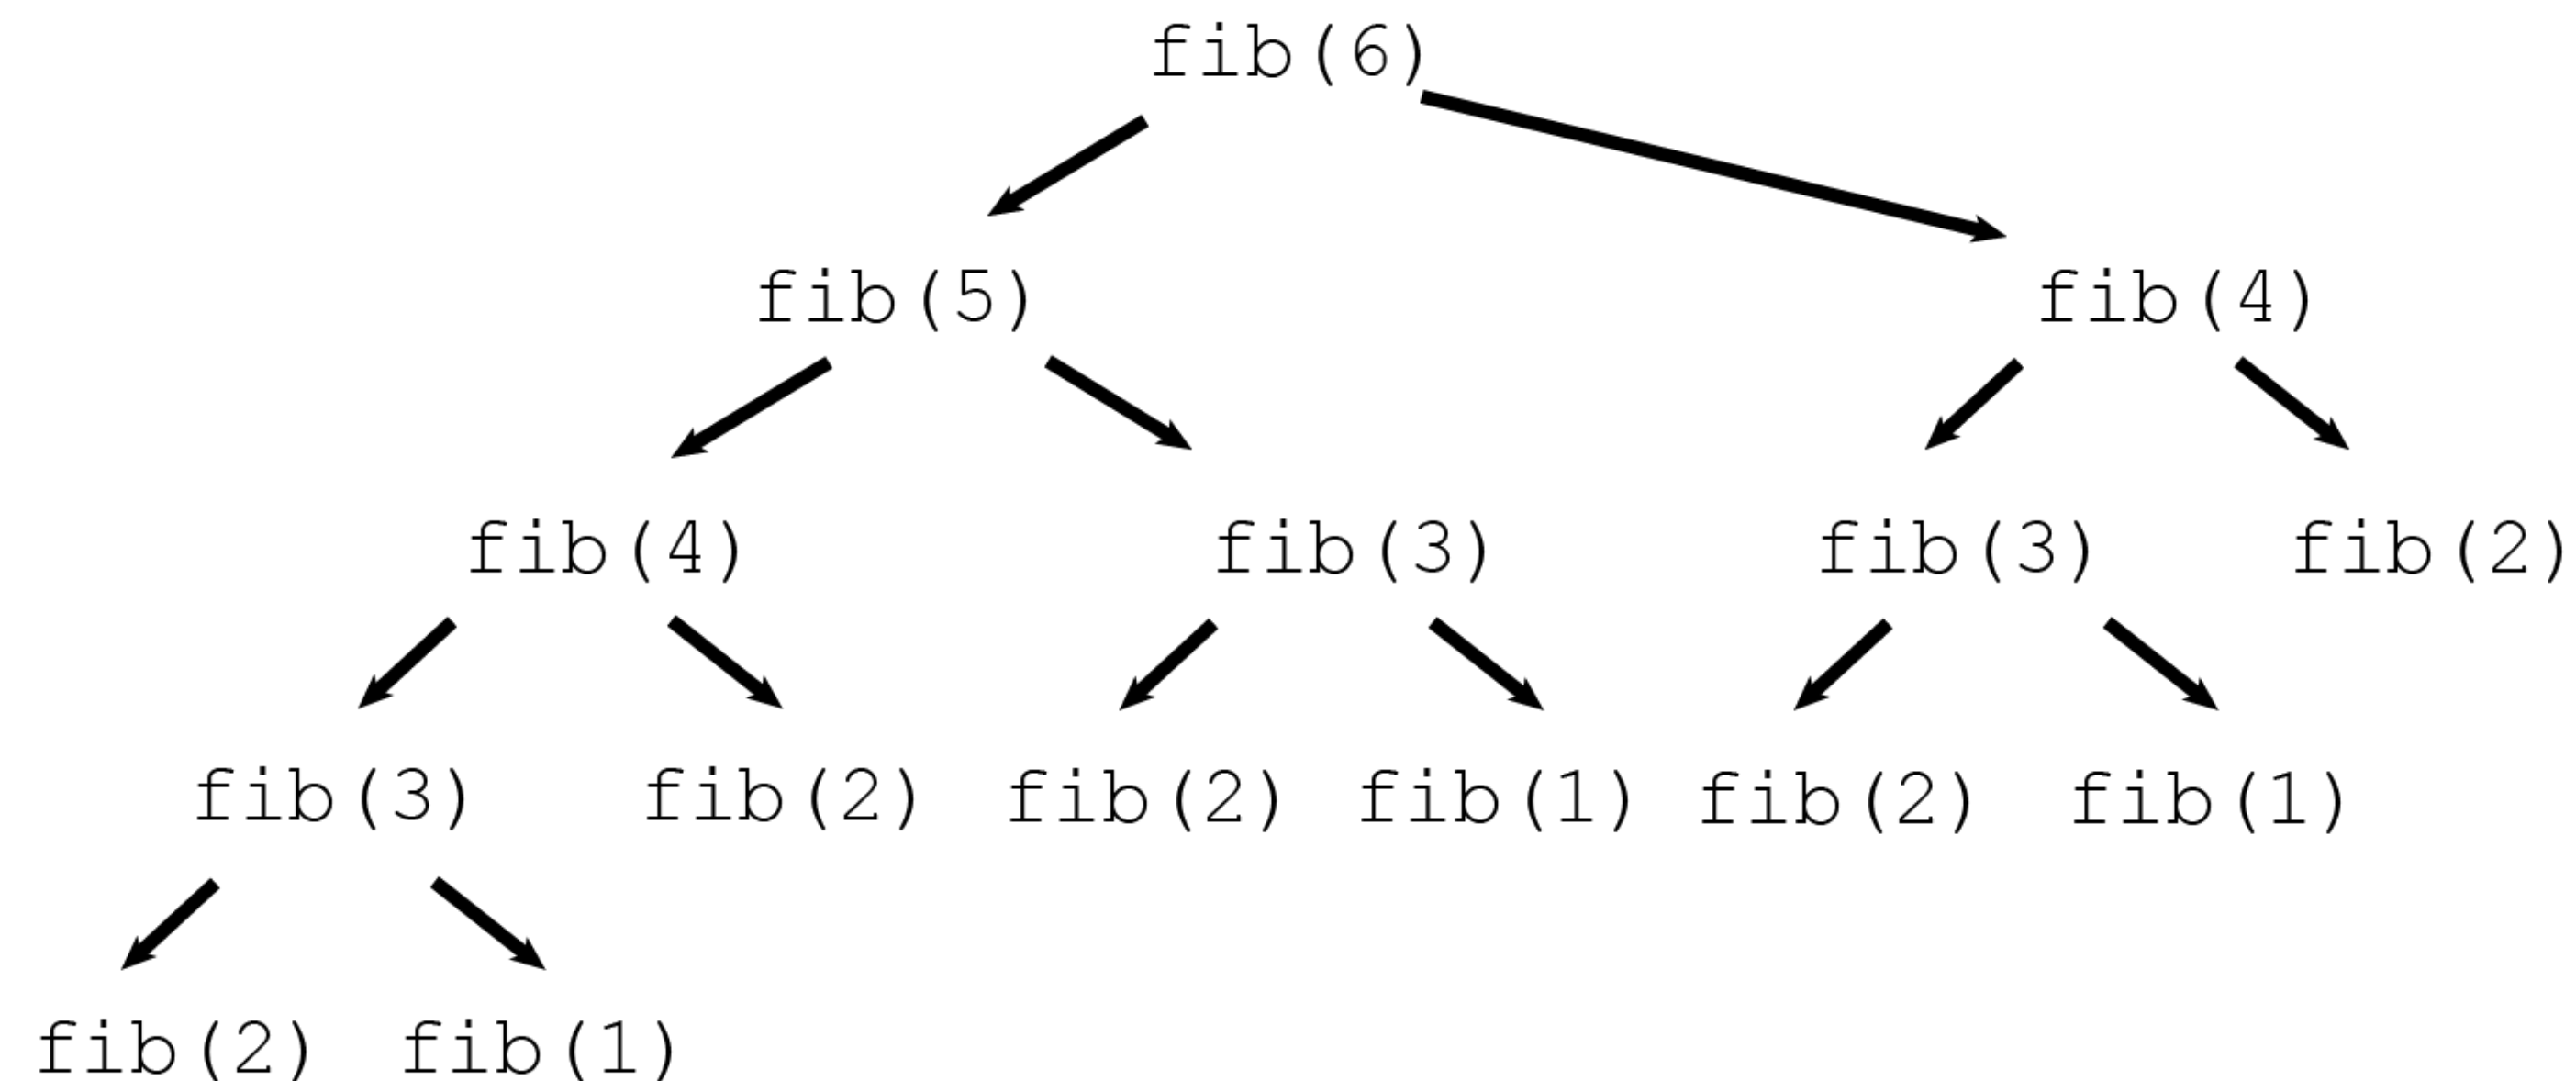 fib(6)
fib(5) fib(4)
fib(4) fib(3) fib(3) fib(2)
fib(3) fib(2) fib(2) fib(1) fib(2) fib(1)
fib(2) fib(1)